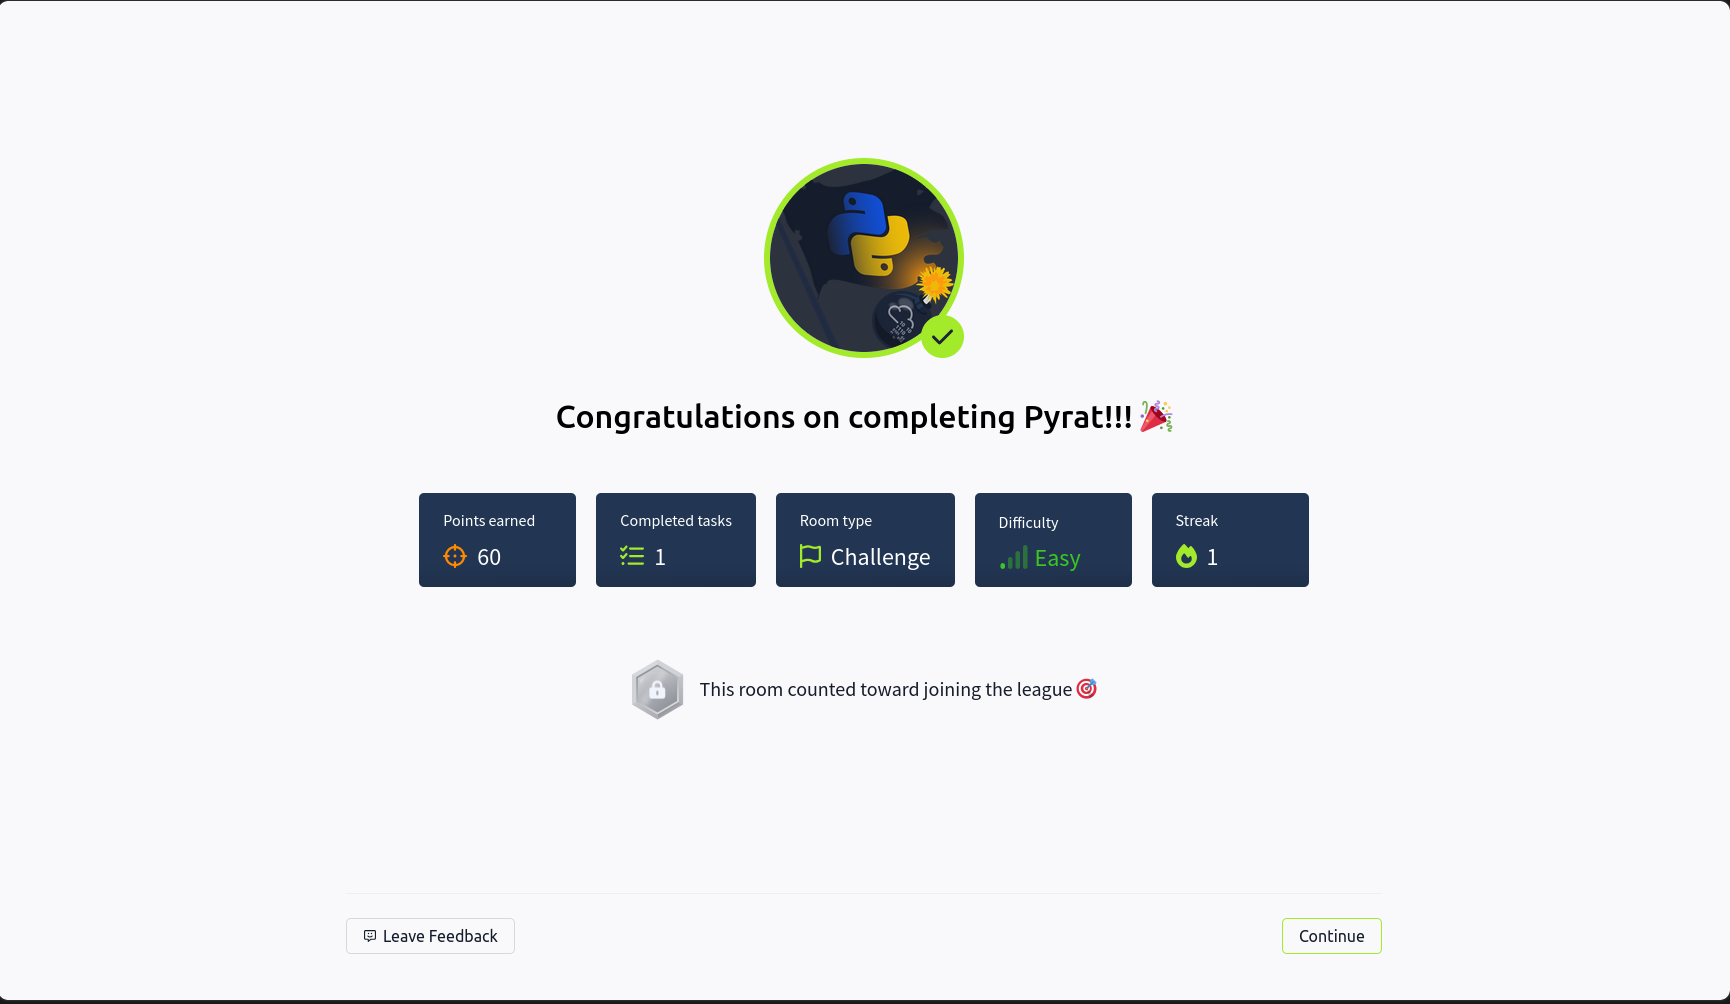 Congratulations on completing Pyrat!!!
Points earned
60
Completed tasks
1
Room type
Challenge
Difficulty
Easy
Streak
1
This room counted toward joining the league
Leave Feedback
Continue